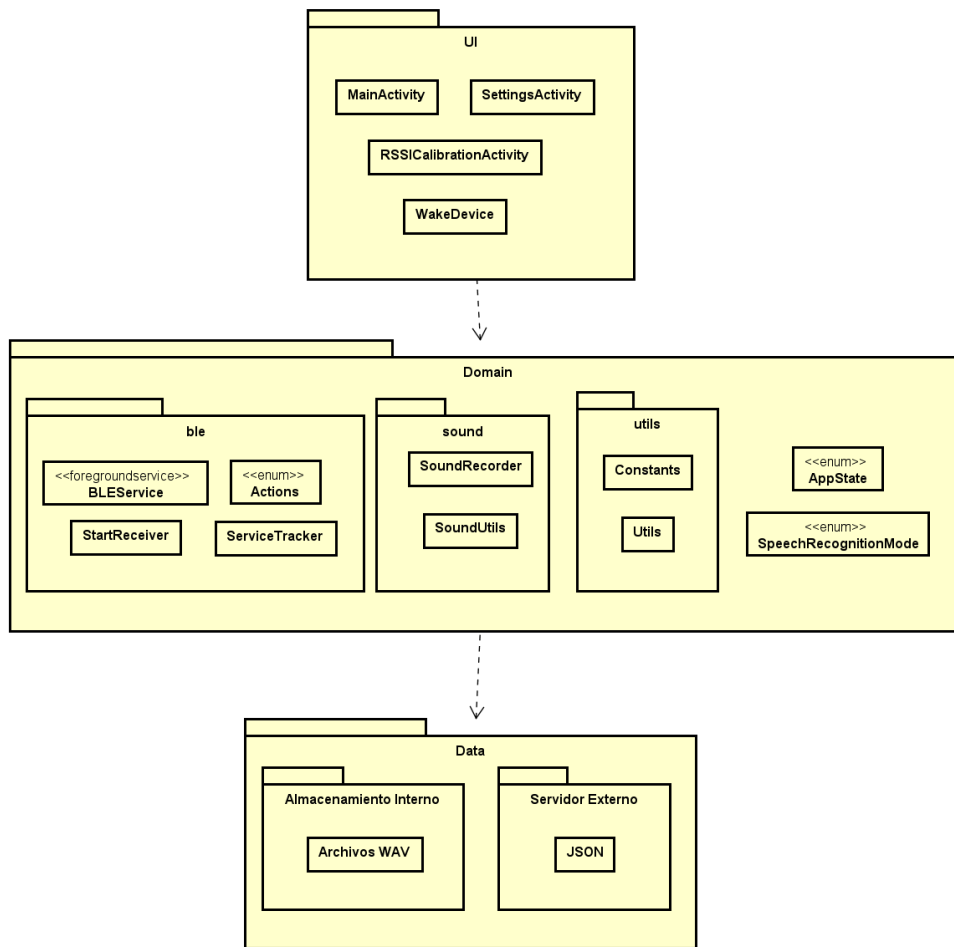 UI
MainActivity
SettingsActivity
RSSICalibrationActivity
WakeDevice
Domain
ble
<<foregroundservice>>
BLEService
<<enum>>
Actions
StartReceiver
ServiceTracker
sound
SoundRecorder
SoundUtils
utils
Constants
Utils
<<enum>>
AppState
<<enum>>
SpeechRecognitionMode
Data
Almacenamiento Interno
Archivos WAV
Servidor Externo
JSON